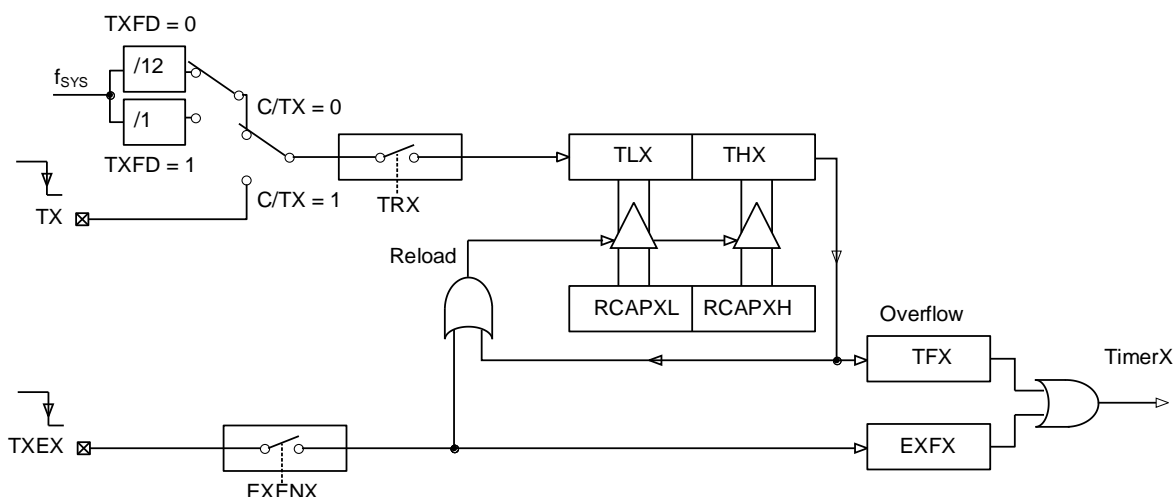 TXFD = 0
/12
fSYS
C/TX = 0
/1
TXFD = 1
TLX THX
TX
C/TX = 1
TRX
Reload
RCAPXL RCAPXH
Overflow
TFX
TimerX
TXEX
EXFX
EXENX